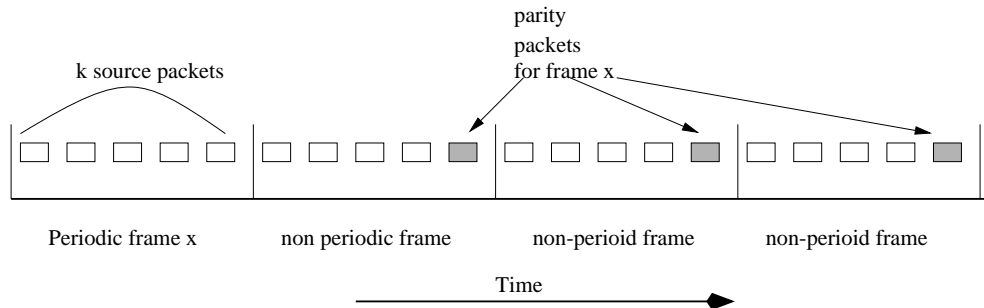 parity
packets
for frame x
k source packets
Periodic frame x
non periodic frame
non-perioid frame
non-perioid frame
Time